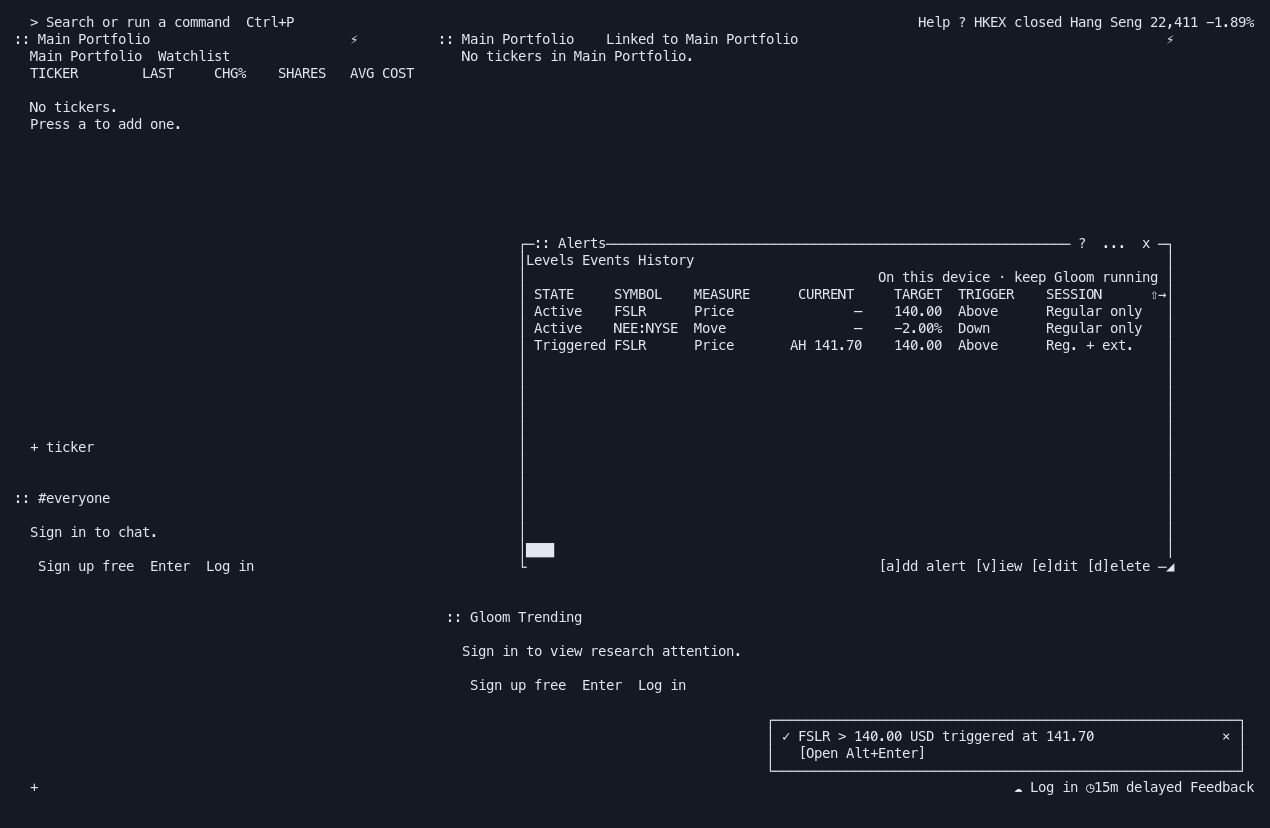 > Search or run a command  Ctrl+P    Help ? HKEX closed Hang Seng 22,411 −1.89%
:: Main Portfolio    ⚡    :: Main Portfolio    Linked to Main Portfolio    ⚡
Main Portfolio  Watchlist    No tickers in Main Portfolio.
TICKER    LAST    CHG%    SHARES    AVG COST
No tickers.
Press a to add one.
:: Alerts    ?  ...  x
Levels Events History
On this device · keep Gloom running
STATE    SYMBOL    MEASURE    CURRENT    TARGET  TRIGGER    SESSION    ⇧→
Active    FSLR    Price    —    140.00  Above    Regular only
Active    NEE:NYSE  Move    —    −2.00%  Down    Regular only
Triggered FSLR    Price    AH 141.70    140.00  Above    Reg. + ext.
+ ticker
:: #everyone
Sign in to chat.
Sign up free  Enter  Log in    [a]dd alert [v]iew [e]dit [d]elete
:: Gloom Trending
Sign in to view research attention.
Sign up free  Enter  Log in
✓ FSLR > 140.00 USD triggered at 141.70    ×
[Open Alt+Enter]
+    ☁ Log in ◷15m delayed Feedback